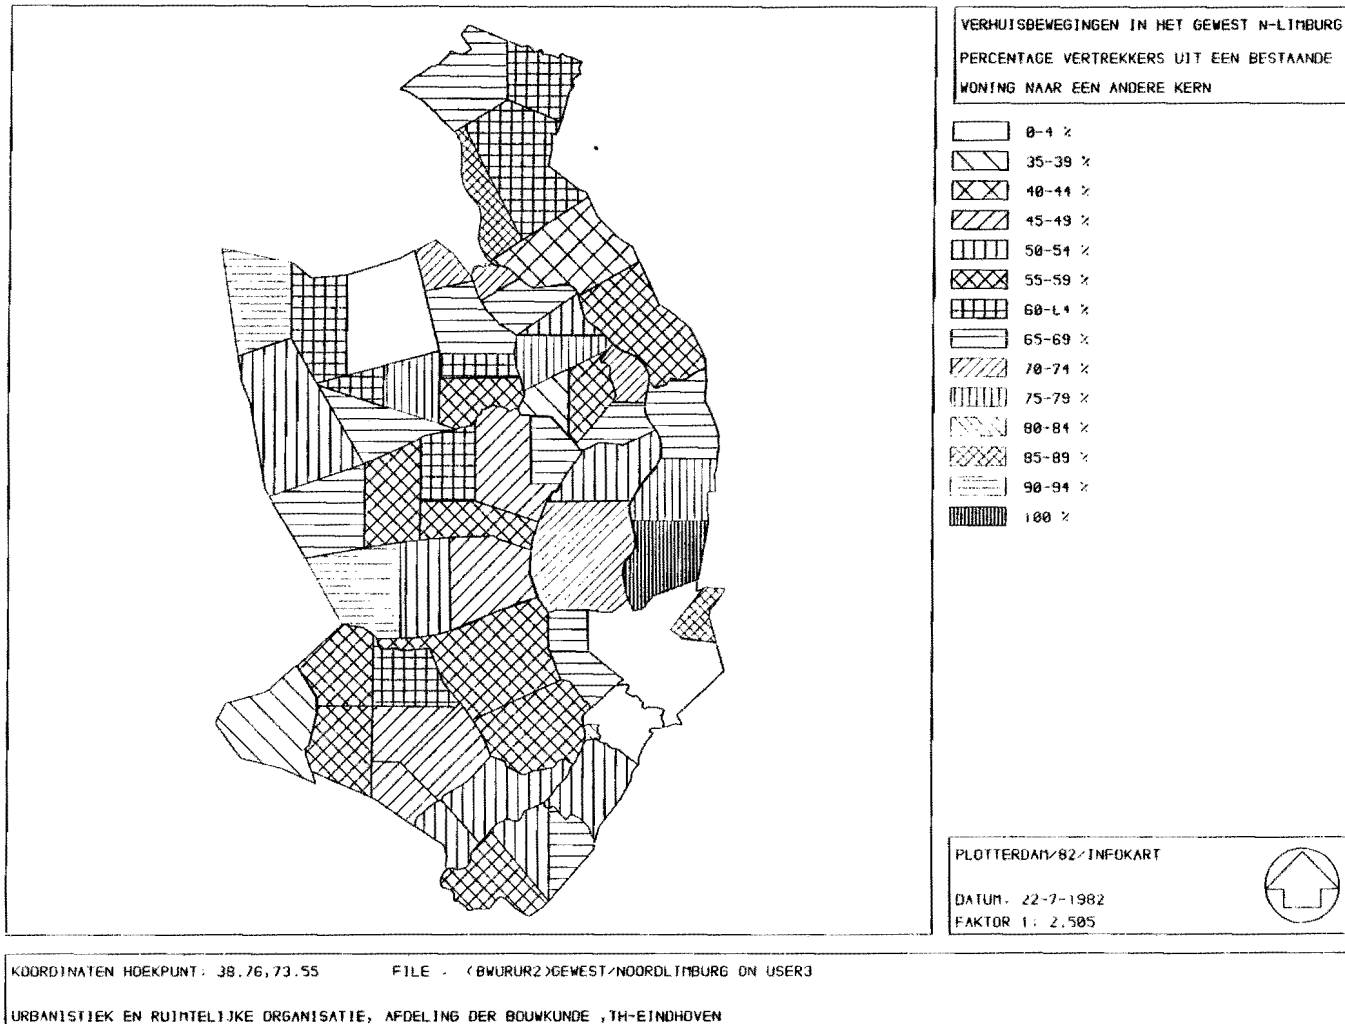 VERHUISBEWEGINGEN IN HET GEWEST N-LIMBURG
PERCENTAGE VERTREKKERS UIT EEN BESTAANDE
WONING NAAR EEN ANDERE KERN
0-4 %
35-39 %
40-44 %
45-49 %
50-54 %
55-59 %
60-64 %
65-69 %
70-74 %
75-79 %
80-84 %
85-89 %
90-94 %
100 %
PLOTTERDAM/82/INFOKART
DATUM: 22-7-1982
FAKTOR 1: 2.505
KOORDINATEN HOEKPUNT: 38.76,73.55 FILE - <BWURUR2>GEWEST/NOORDLIMBURG ON USER3
URBANISTIEK EN RUIMTELIJKE ORGANISATIE, AFDELING DER BOUWKUNDE ,TH-EINDHOVEN